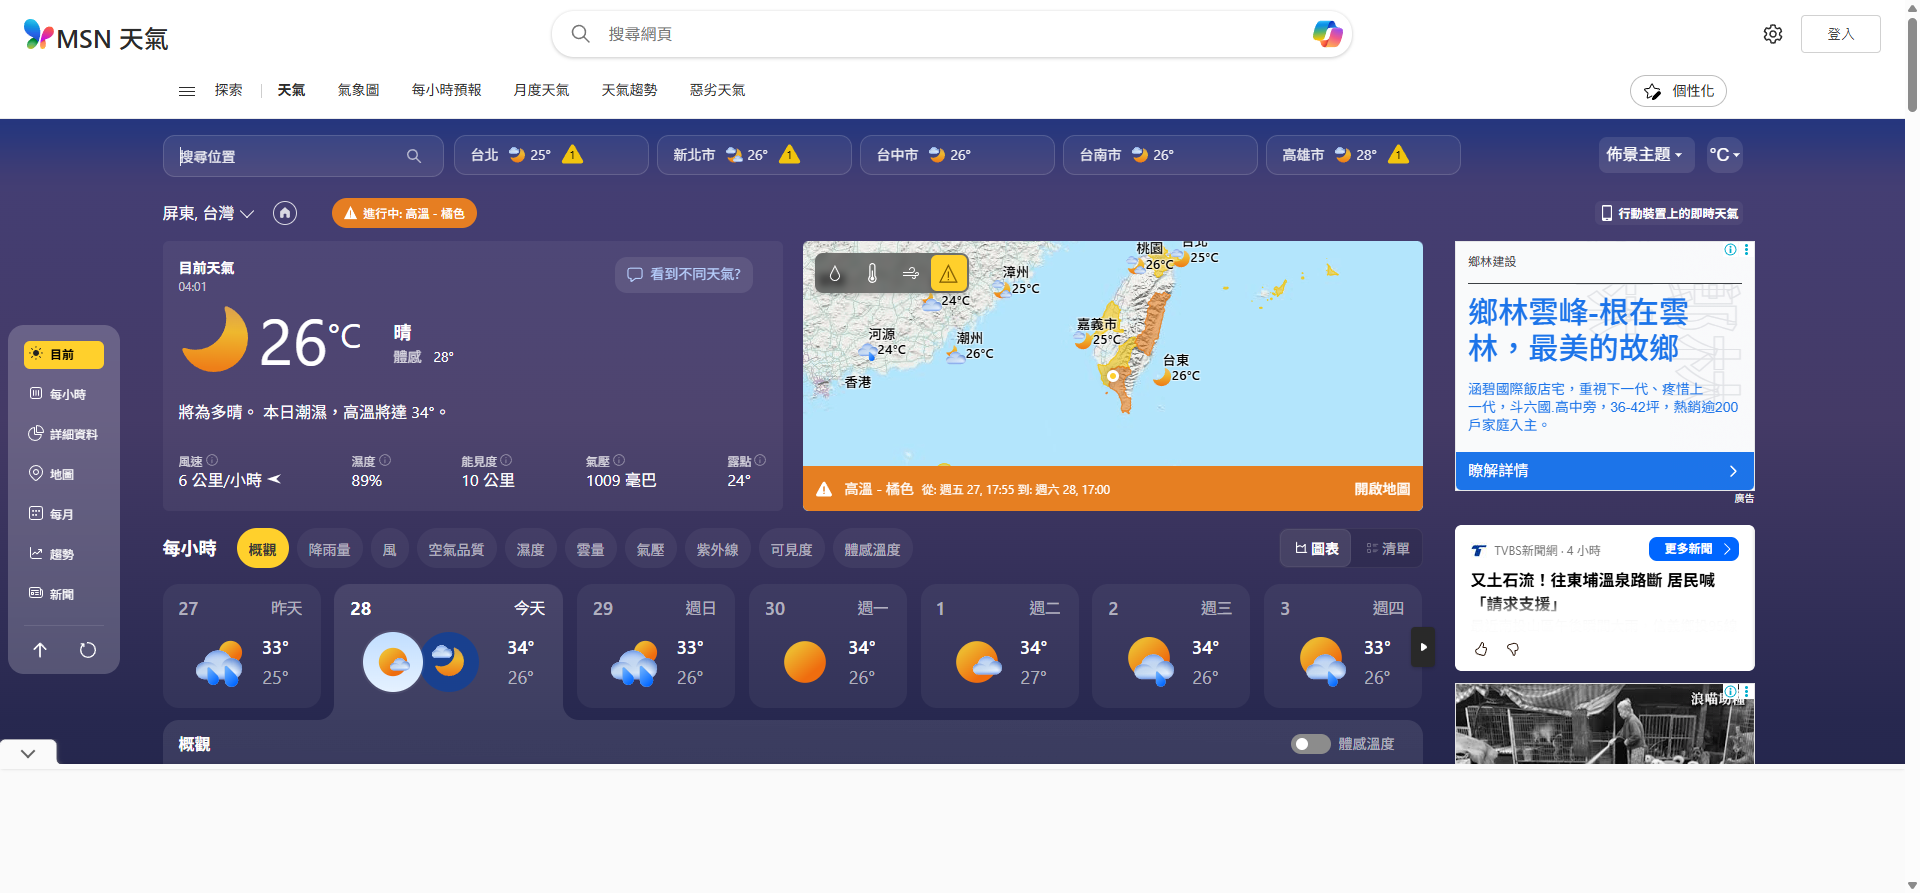 MSN 天氣
搜尋網頁
登入
探索
天氣
氣象圖
每小時預報
月度天氣
天氣趨勢
惡劣天氣
個性化
搜尋位置
台北 25° 1
新北市 26° 1
台中市 26°
台南市 26°
高雄市 28° 1
佈景主題
°C
屏東, 台灣
進行中: 高溫 - 橘色
行動裝置上的即時天氣
目前天氣
04:01
看到不同天氣?
26°C
晴
體感 28°
將為多晴。 本日潮濕，高溫將達 34°。
風速
6 公里/小時
濕度
89%
能見度
10 公里
氣壓
1009 毫巴
露點
24°
桃園
26°C
台北
25°C
漳州
25°C
24°C
河源
24°C
潮州
26°C
香港
嘉義市
25°C
台東
26°C
高溫 - 橘色 從: 週五 27, 17:55 到: 週六 28, 17:00
開啟地圖
鄉林建設
鄉林雲峰-根在雲
林，最美的故鄉
涵碧國際飯店宅，重視下一代、疼惜上
一代，斗六國.高中旁，36-42坪，熱銷逾200
戶家庭入主。
瞭解詳情
廣告
目前
每小時
詳細資料
地圖
每月
趨勢
新聞
每小時
概觀
降雨量
風
空氣品質
濕度
雲量
氣壓
紫外線
可見度
體感溫度
圖表
清單
27 昨天
33°
25°
28 今天
34°
26°
29 週日
33°
26°
30 週一
34°
26°
1 週二
34°
27°
2 週三
34°
26°
3 週四
33°
26°
概觀
體感溫度
TVBS新聞網 · 4 小時
更多新聞
又土石流！往東埔溫泉路斷 居民喊
「請求支援」